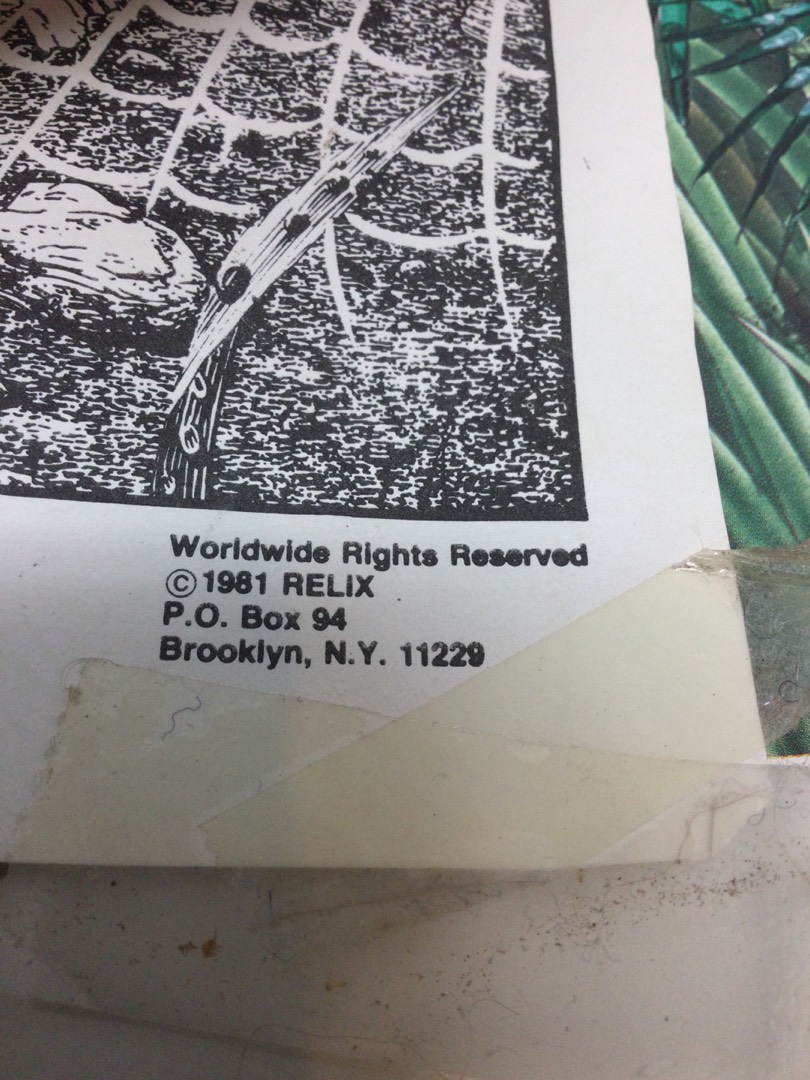 Worldwide Rights Reserved
© 1981 RELIX
P.O. Box 94
Brooklyn, N.Y. 11229